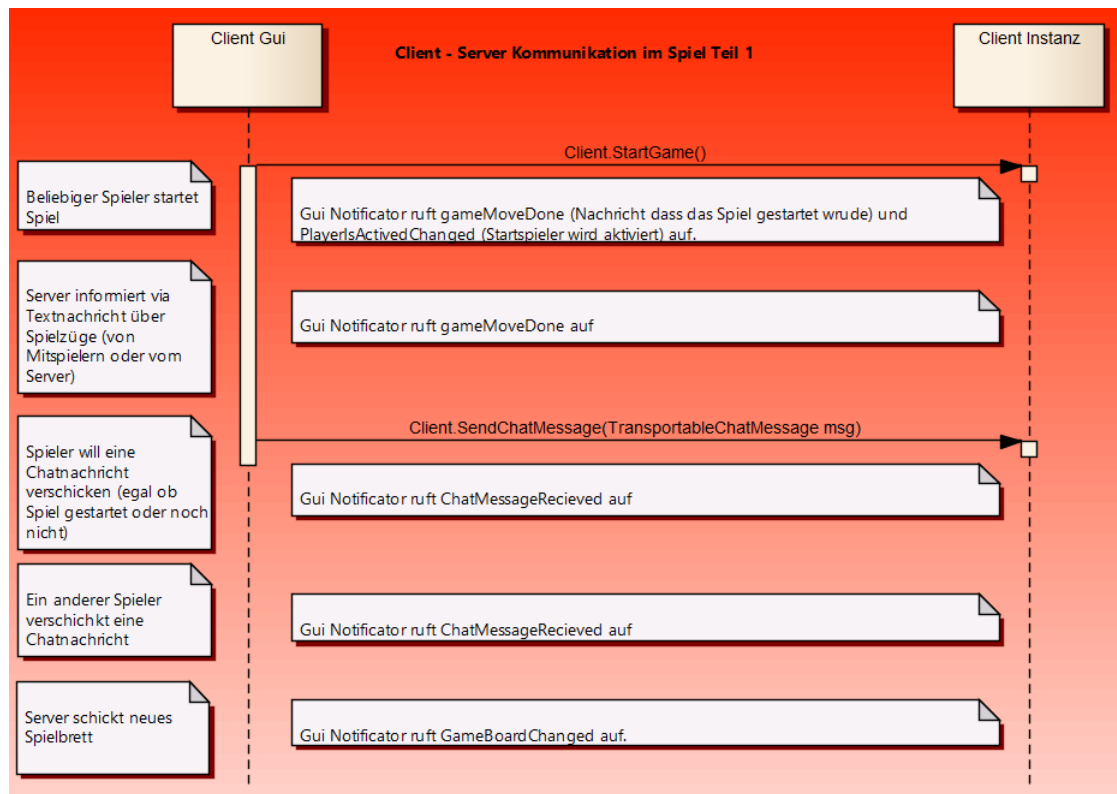 Client Gui
Client - Server Kommunikation im Spiel Teil 1
Client Instanz
Client.StartGame()
Beliebiger Spieler startet
Spiel
Gui Notificator ruft gameMoveDone (Nachricht dass das Spiel gestartet wrude) und
PlayerIsActivedChanged (Startspieler wird aktiviert) auf.
Server informiert via
Textnachricht über
Spielzüge (von
Mitspielern oder vom
Server)
Gui Notificator ruft gameMoveDone auf
Client.SendChatMessage(TransportableChatMessage msg)
Spieler will eine
Chatnachricht
verschicken (egal ob
Spiel gestartet oder noch
nicht)
Gui Notificator ruft ChatMessageRecieved auf
Ein anderer Spieler
verschichkt eine
Chatnachricht
Gui Notificator ruft ChatMessageRecieved auf
Server schickt neues
Spielbrett
Gui Notificator ruft GameBoardChanged auf.